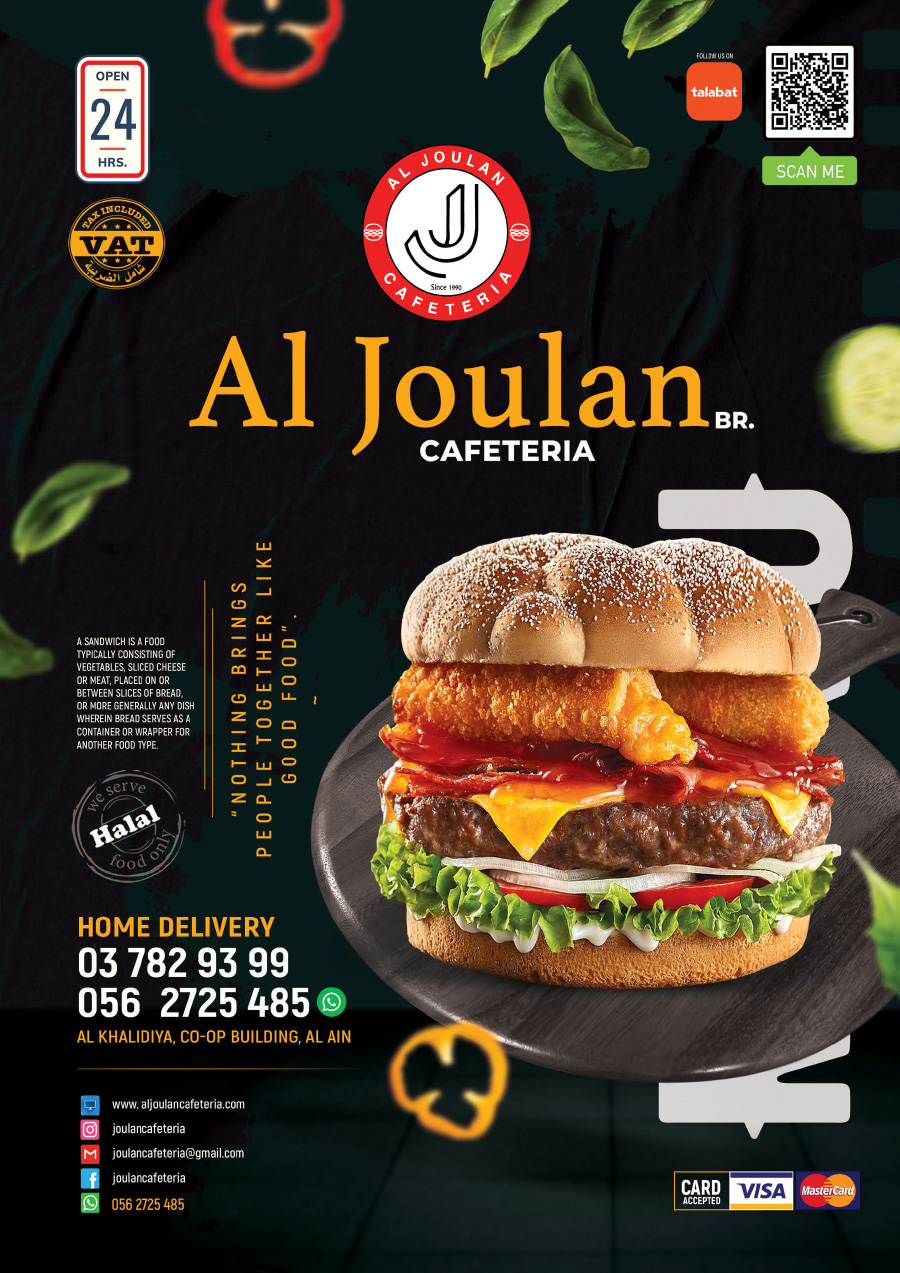 OPEN
24
HRS.
TAX INCLUDED
VAT
شامل الضريبة
FOLLOW US ON
talabat
SCAN ME
AL JOULAN
Since 1990
CAFETERIA
Al Joulan BR.
CAFETERIA
A SANDWICH IS A FOOD
TYPICALLY CONSISTING OF
VEGETABLES, SLICED CHEESE
OR MEAT, PLACED ON OR
BETWEEN SLICES OF BREAD,
OR MORE GENERALLY ANY DISH
WHEREIN BREAD SERVES AS A
CONTAINER OR WRAPPER FOR
ANOTHER FOOD TYPE.
"NOTHING BRINGS
PEOPLE TOGETHER LIKE
GOOD FOOD".
~
we serve
Halal
food only
HOME DELIVERY
03 782 93 99
056 2725 485
AL KHALIDIYA, CO-OP BUILDING, AL AIN
www. aljoulancafeteria.com
joulancafeteria
joulancafeteria@gmail.com
joulancafeteria
056 2725 485
CARD
ACCEPTED
VISA
MasterCard